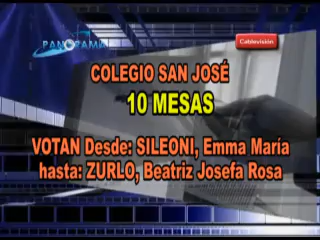 PANORAMA
Cablevisión
COLEGIO SAN JOSÉ
10 MESAS
VOTAN Desde: SILEONI, Emma María
hasta: ZURLO, Beatriz Josefa Rosa